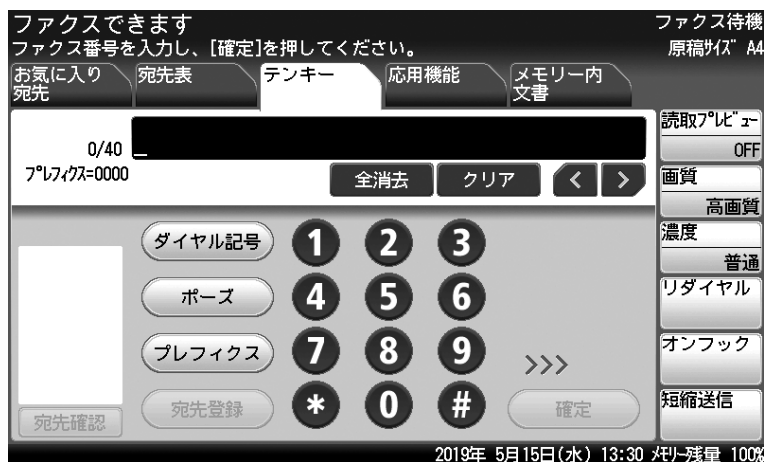 ファクスできます
ファクス待機
ファクス番号を入力し、[確定]を押してください。
原稿ｻｲｽﾞ A4
お気に入り
宛先
宛先表
テンキー
応用機能
メモリー内
文書
読取ﾌﾟﾚﾋﾞｭｰ
OFF
0/40
_
ﾌﾟﾚﾌｨｸｽ=0000
全消去
クリア
<
>
画質
高画質
濃度
普通
ダイヤル記号
1
2
3
リダイヤル
ポーズ
4
5
6
オンフック
プレフィクス
7
8
9
>>>
短縮送信
宛先確認
宛先登録
*
0
#
確定
2019年 5月15日(水) 13:30 ﾒﾓﾘｰ残量 100%